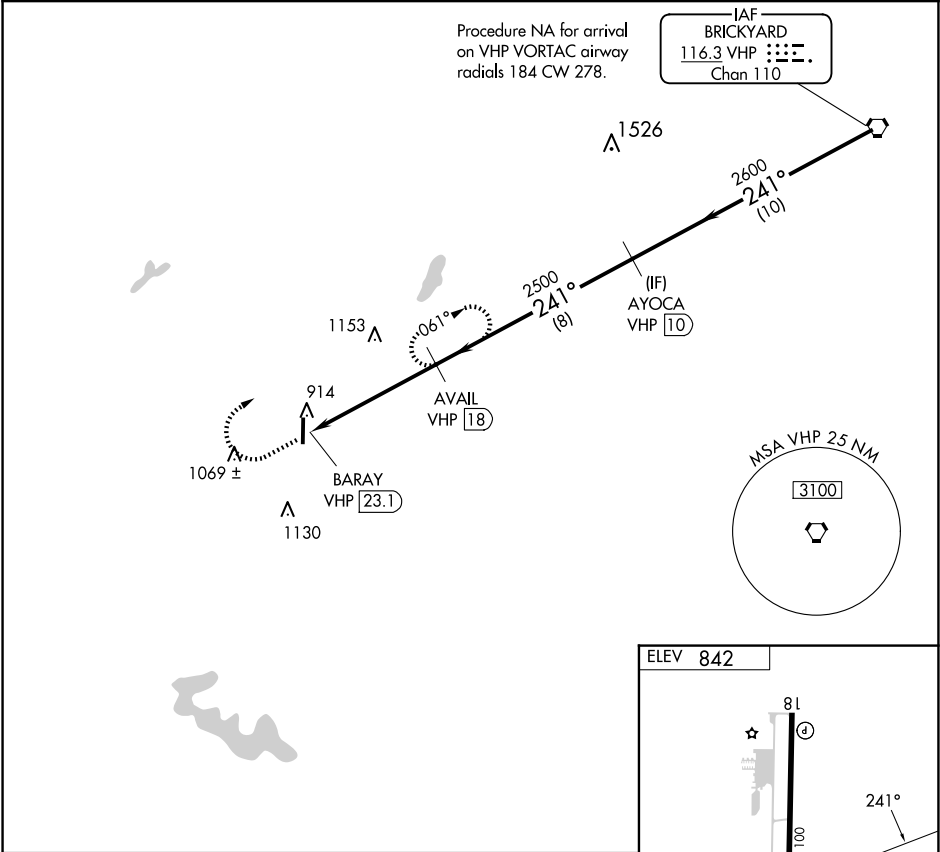 Procedure NA for arrival
on VHP VORTAC airway
radials 184 CW 278.
IAF
BRICKYARD
116.3 VHP
Chan 110
1526
2600
241°
(10)
(IF)
AYOCA
VHP 10
2500
241°
(8)
061°
1153
AVAIL
VHP 18
914
1069 ±
BARAY
VHP 23.1
1130
MSA VHP 25 NM
3100
ELEV 842
18
P
241°
100